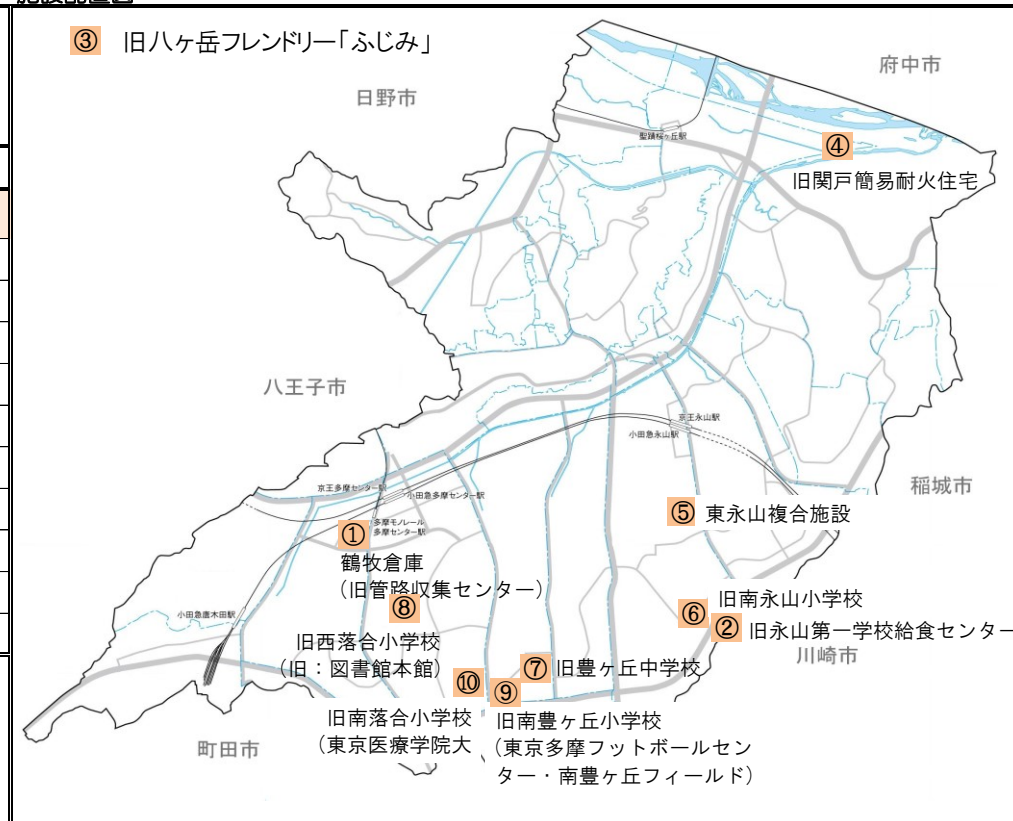 ③ 旧八ヶ岳フレンドリー「ふじみ」
府中市
日野市
聖蹟桜ヶ丘駅
④
旧関戸簡易耐火住宅
八王子市
京王永山駅
小田急永山駅
稲城市
京王多摩センター駅
小田急多摩センター駅
⑤ 東永山複合施設
多摩モノレール
多摩センター駅
①
鶴牧倉庫
（旧管路収集センター）
小田急唐木田駅
⑧
旧西落合小学校
（旧：図書館本館）
旧南永山小学校
⑥
② 旧永山第一学校給食センター
川崎市
⑦ 旧豊ヶ丘中学校
⑩
旧南落合小学校
（東京医療学院大
⑨
旧南豊ヶ丘小学校
（東京多摩フットボールセン
ター・南豊ヶ丘フィールド）
町田市